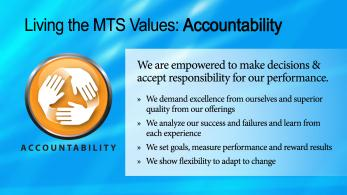 Living the MTS Values: Accountability
We are empowered to make decisions &
accept responsibility for our performance.
» We demand excellence from ourselves and superior
quality from our offerings
» We analyze our success and failures and learn from
each experience
» We set goals, measure performance and reward results
» We show flexibility to adapt to change
ACCOUNTABILITY